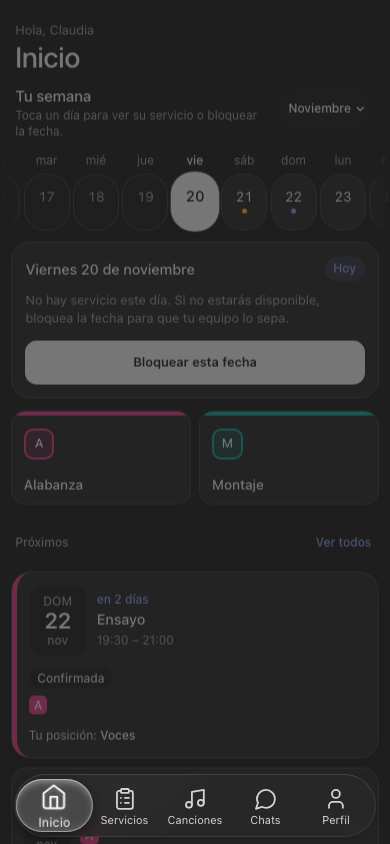 Hola, Claudia
Inicio
Tu semana
Toca un día para ver su servicio o bloquear
la fecha.
Noviembre
mar mié jue vie sáb dom lun
17 18 19 20 21 22 23
Viernes 20 de noviembre
Hoy
No hay servicio este día. Si no estarás disponible,
bloquea la fecha para que tu equipo lo sepa.
Bloquear esta fecha
A
Alabanza
M
Montaje
Próximos
Ver todos
DOM
22
nov
en 2 días
Ensayo
19:30 – 21:00
Confirmada
A
Tu posición: Voces
Inicio
Servicios
Canciones
Chats
Perfil